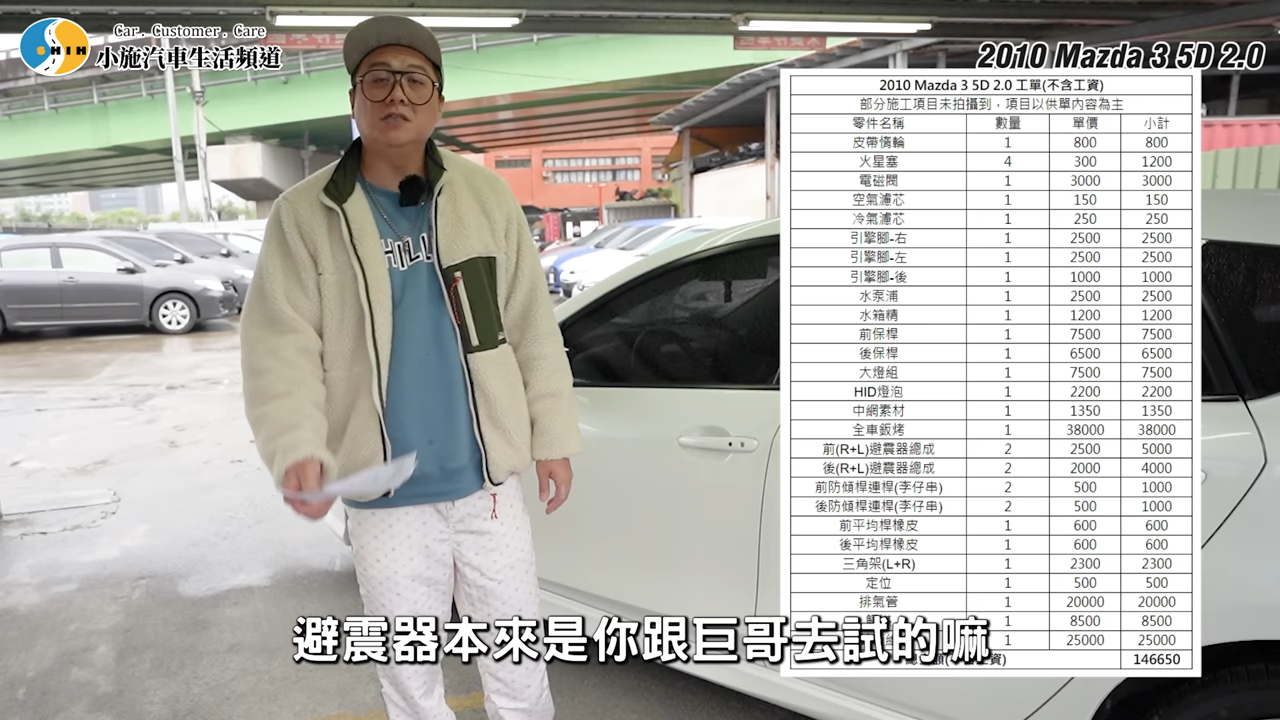 Car. Customer. Care
SHIH
小施汽車生活頻道
2010 Mazda 3 5D 2.0
HILL
2010 Mazda 3 5D 2.0 工單(不含工資)
部分施工項目未拍攝到，項目以供單內容為主
零件名稱 數量 單價 小計
皮帶惰輪 1 800 800
火星塞 4 300 1200
電磁閥 1 3000 3000
空氣濾芯 1 150 150
冷氣濾芯 1 250 250
引擎腳-右 1 2500 2500
引擎腳-左 1 2500 2500
引擎腳-後 1 1000 1000
水泵浦 1 2500 2500
水箱精 1 1200 1200
前保桿 1 7500 7500
後保桿 1 6500 6500
大燈組 1 7500 7500
HID燈泡 1 2200 2200
中網素材 1 1350 1350
全車鈑烤 1 38000 38000
前(R+L)避震器總成 2 2500 5000
後(R+L)避震器總成 2 2000 4000
前防傾桿連桿(李仔串) 2 500 1000
後防傾桿連桿(李仔串) 2 500 1000
前平均桿橡皮 1 600 600
後平均桿橡皮 1 600 600
三角架(L+R) 1 2300 2300
定位 1 500 500
排氣管 1 20000 20000
8500 8500
1 25000 25000
資) 146650
避震器本來是你跟巨哥去試的嘛